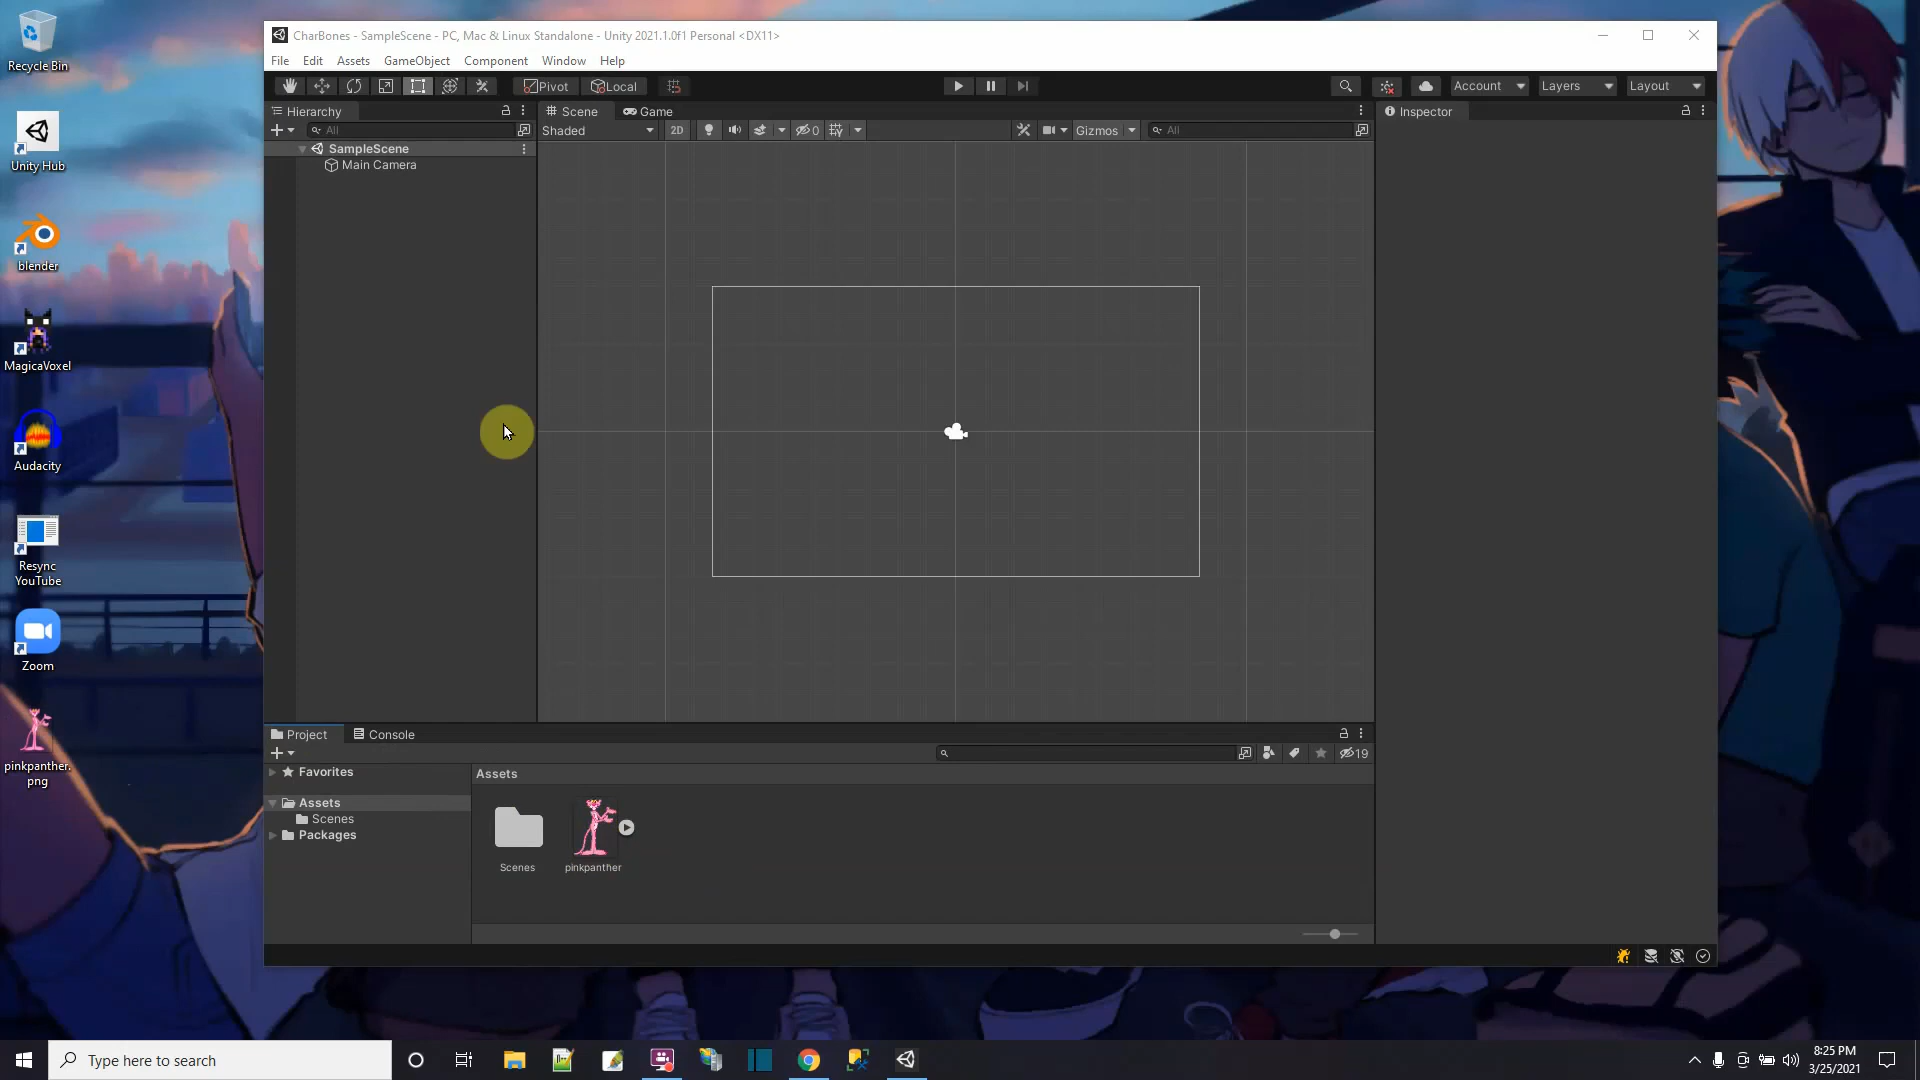 Recycle Bin
Unity Hub
blender
MagicaVoxel
Audacity
Resync
YouTube
Zoom
pinkpanther.
png
CharBones - SampleScene - PC, Mac & Linux Standalone - Unity 2021.1.0f1 Personal <DX11>
File Edit Assets GameObject Component Window Help
Pivot Local
Account Layers Layout
Hierarchy
All
SampleScene
Main Camera
Scene Game
Shaded 2D 0 Gizmos All
Inspector
Project Console
19
Favorites
Assets
Scenes
Packages
Assets
Scenes
pinkpanther
Type here to search
8:25 PM
3/25/2021